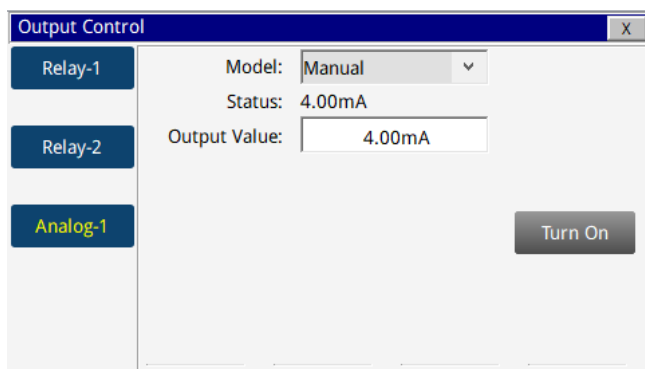 Output Control
X
Relay-1
Model: Manual
Status: 4.00mA
Output Value: 4.00mA
Relay-2
Analog-1
Turn On